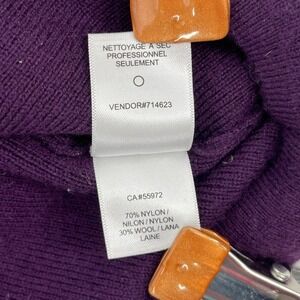 NETTOYAGE A SEC
PROFESSIONNEL
SEULEMENT
VENDOR#714623
CA#55972
70% NYLON /
NILON / NYLON
30% WOOL / LANA
LAINE